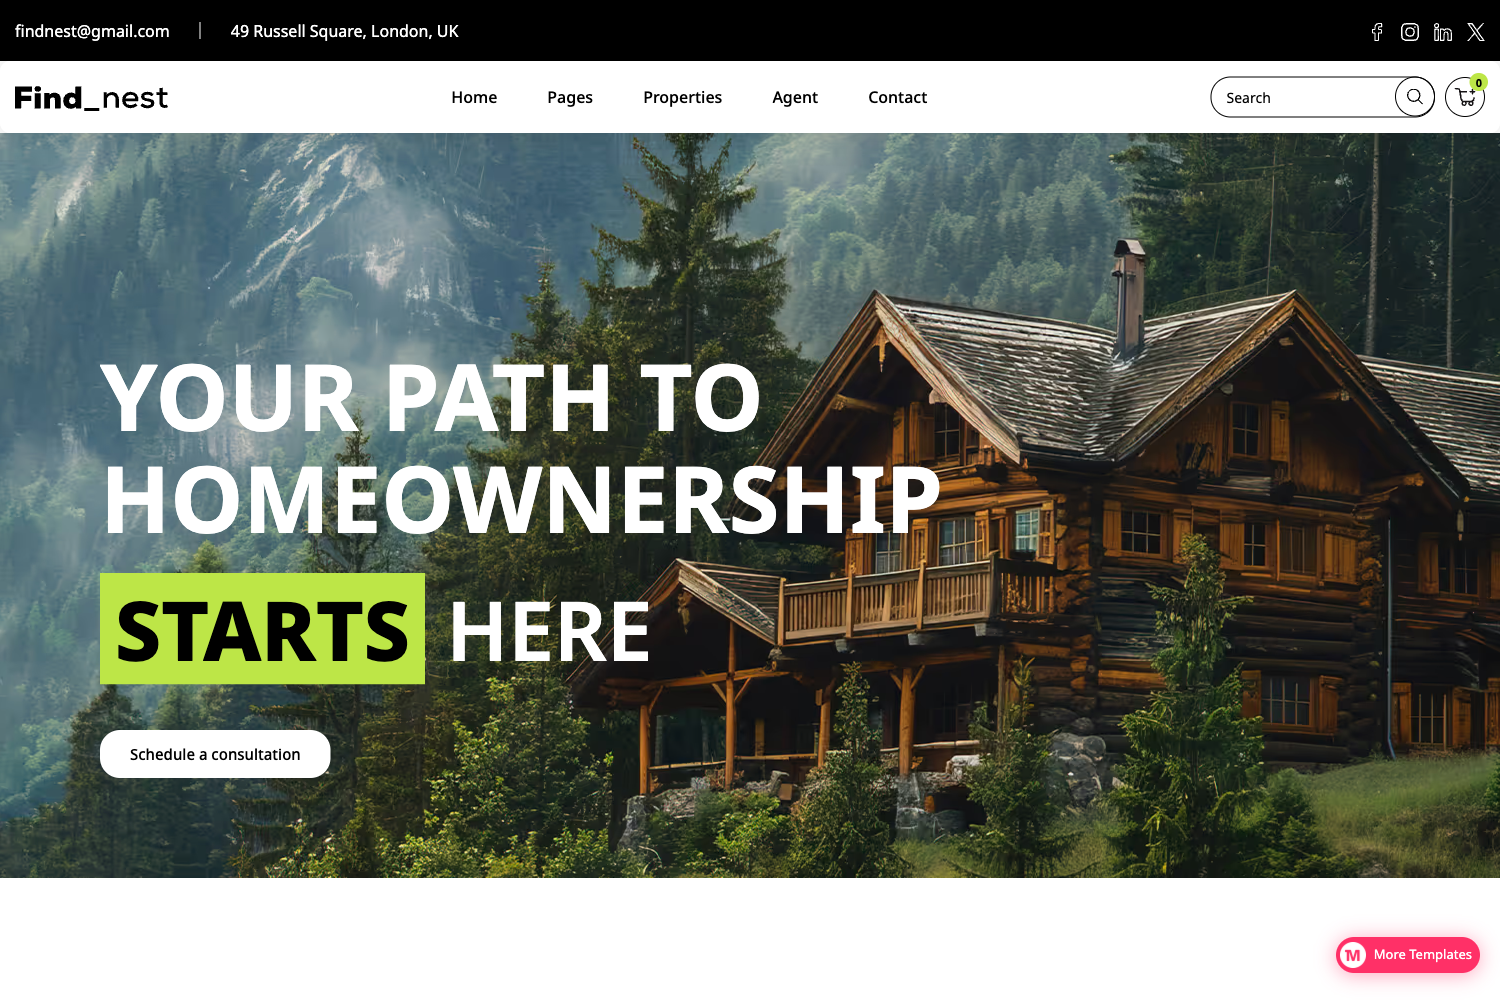 findnest@gmail.com | 49 Russell Square, London, UK
Find_nest
Home Pages Properties Agent Contact
Search
0
YOUR PATH TO
HOMEOWNERSHIP
STARTS HERE
Schedule a consultation
More Templates